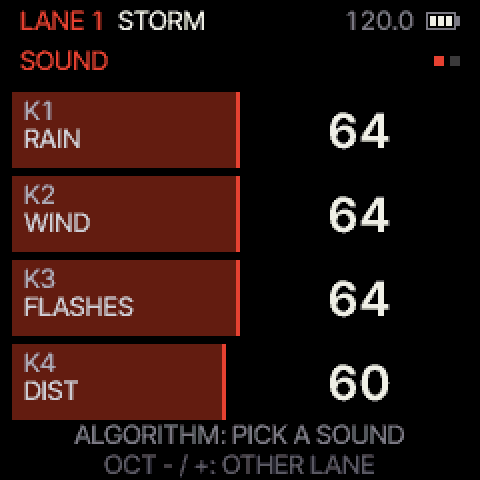 LANE 1 STORM 120.0
SOUND
K1
RAIN 64
K2
WIND 64
K3
FLASHES 64
K4
DIST 60
ALGORITHM: PICK A SOUND
OCT - / +: OTHER LANE